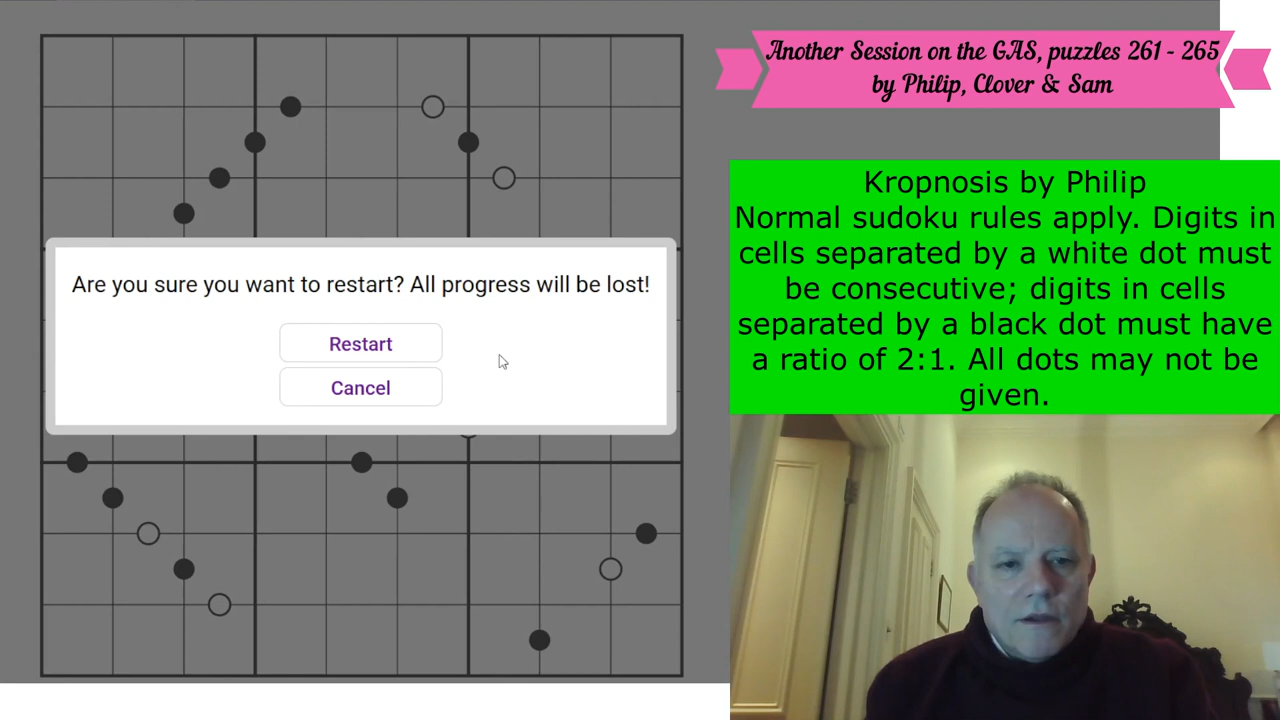 Another Session on the GAS, puzzles 261 - 265
by Philip, Clover & Sam
Kropnosis by Philip
Normal sudoku rules apply. Digits in
cells separated by a white dot must
be consecutive; digits in cells
separated by a black dot must have
a ratio of 2:1. All dots may not be
given.
Are you sure you want to restart? All progress will be lost!
Restart
Cancel